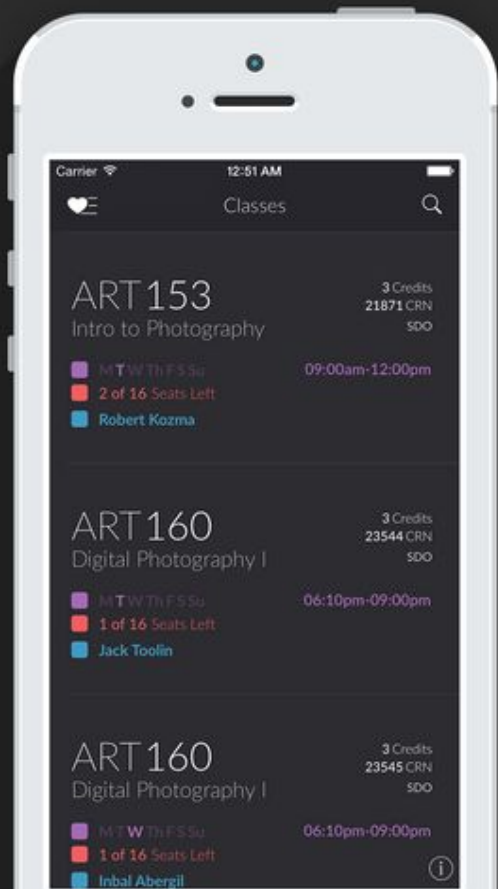 Carrier 12:51 AM
Classes
ART 153
3 Credits
Intro to Photography
21871 CRN
SDO
M T W Th F S Su
09:00am-12:00pm
2 of 16 Seats Left
Robert Kozma
ART 160
3 Credits
Digital Photography I
23544 CRN
SDO
M T W Th F S Su
06:10pm-09:00pm
1 of 16 Seats Left
Jack Toolin
ART 160
3 Credits
Digital Photography I
23545 CRN
SDO
M T W Th F S Su
06:10pm-09:00pm
1 of 16 Seats Left
Inbal Abergil